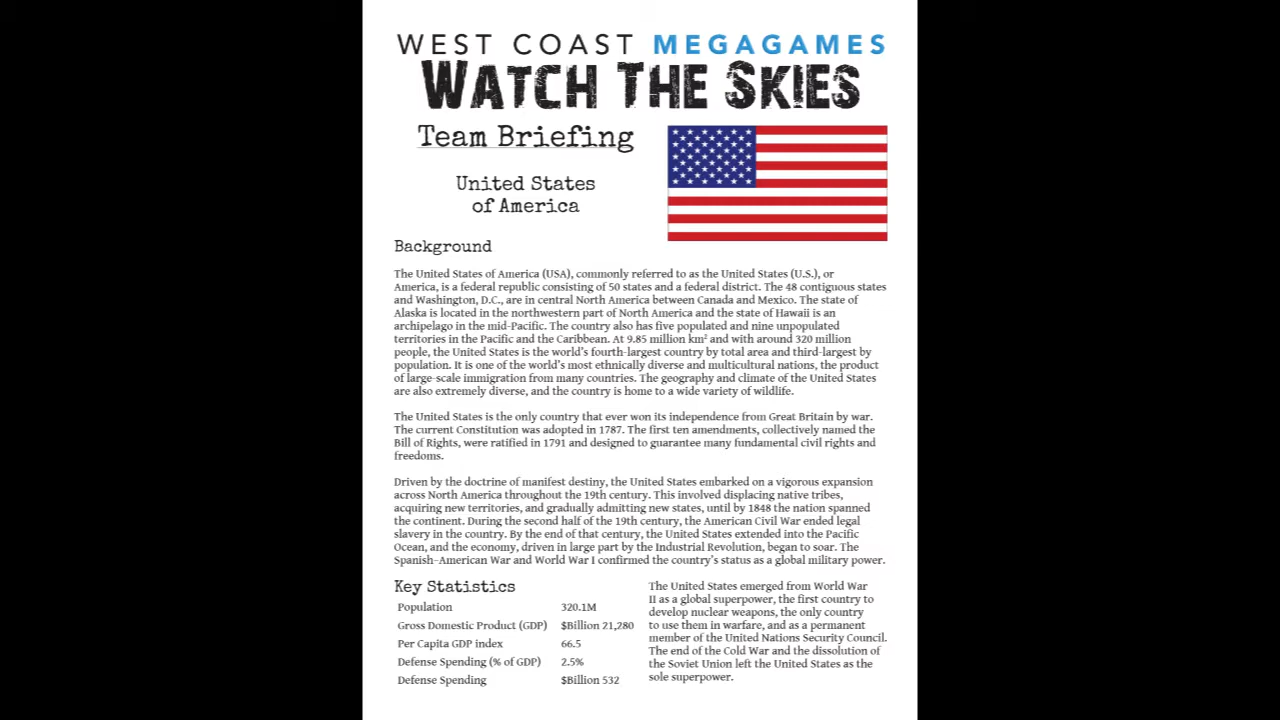 WEST COAST MEGAGAMES
WATCH THE SKIES
Team Briefing
United States
of America
Background
The United States of America (USA), commonly referred to as the United States (U.S.), or
America, is a federal republic consisting of 50 states and a federal district. The 48 contiguous states
and Washington, D.C., are in central North America between Canada and Mexico. The state of
Alaska is located in the northwestern part of North America and the state of Hawaii is an
archipelago in the mid-Pacific. The country also has five populated and nine unpopulated
territories in the Pacific and the Caribbean. At 9.85 million km² and with around 320 million
people, the United States is the world's fourth-largest country by total area and third-largest by
population. It is one of the world's most ethnically diverse and multicultural nations, the product
of large-scale immigration from many countries. The geography and climate of the United States
are also extremely diverse, and the country is home to a wide variety of wildlife.
The United States is the only country that ever won its independence from Great Britain by war.
The current Constitution was adopted in 1787. The first ten amendments, collectively named the
Bill of Rights, were ratified in 1791 and designed to guarantee many fundamental civil rights and
freedoms.
Driven by the doctrine of manifest destiny, the United States embarked on a vigorous expansion
across North America throughout the 19th century. This involved displacing native tribes,
acquiring new territories, and gradually admitting new states, until by 1848 the nation spanned
the continent. During the second half of the 19th century, the American Civil War ended legal
slavery in the country. By the end of that century, the United States extended into the Pacific
Ocean, and the economy, driven in large part by the Industrial Revolution, began to soar. The
Spanish–American War and World War I confirmed the country's status as a global military power.
Key Statistics
Population 320.1M
Gross Domestic Product (GDP) $Billion 21,280
Per Capita GDP index 66.5
Defense Spending (% of GDP) 2.5%
Defense Spending $Billion 532
The United States emerged from World War
II as a global superpower, the first country to
develop nuclear weapons, the only country
to use them in warfare, and as a permanent
member of the United Nations Security Council.
The end of the Cold War and the dissolution of
the Soviet Union left the United States as the
sole superpower.